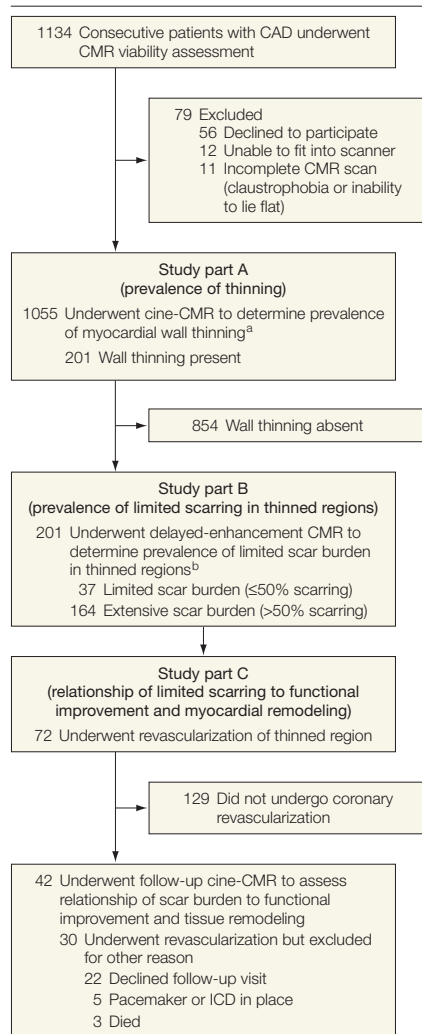 1134 Consecutive patients with CAD underwent
CMR viability assessment
79 Excluded
56 Declined to participate
12 Unable to fit into scanner
11 Incomplete CMR scan
(claustrophobia or inability
to lie flat)
Study part A
(prevalence of thinning)
1055 Underwent cine-CMR to determine prevalence
of myocardial wall thinningᵃ
201 Wall thinning present
854 Wall thinning absent
Study part B
(prevalence of limited scarring in thinned regions)
201 Underwent delayed-enhancement CMR to
determine prevalence of limited scar burden
in thinned regionsᵇ
37 Limited scar burden (≤50% scarring)
164 Extensive scar burden (>50% scarring)
Study part C
(relationship of limited scarring to functional
improvement and myocardial remodeling)
72 Underwent revascularization of thinned region
129 Did not undergo coronary
revascularization
42 Underwent follow-up cine-CMR to assess
relationship of scar burden to functional
improvement and tissue remodeling
30 Underwent revascularization but excluded
for other reason
22 Declined follow-up visit
5 Pacemaker or ICD in place
3 Died